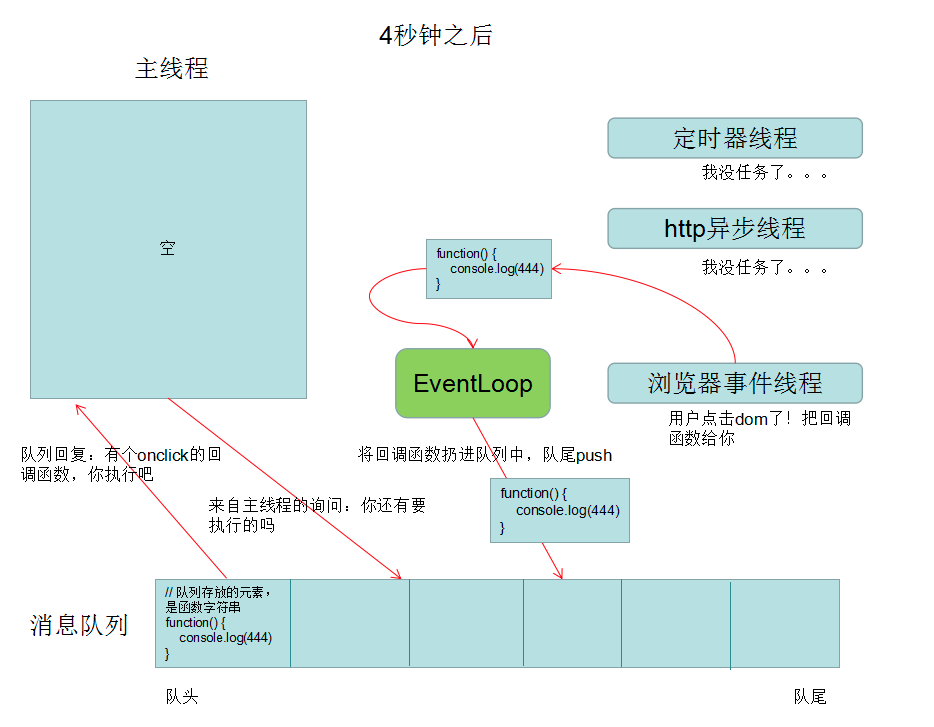 4秒钟之后
主线程
定时器线程
我没任务了。。。
http异步线程
我没任务了。。。
空
function() {
console.log(444)
}
EventLoop
浏览器事件线程
用户点击dom了！把回调
函数给你
队列回复：有个onclick的回
调函数，你执行吧
将回调函数扔进队列中，队尾push
来自主线程的询问：你还有要
执行的吗
function() {
console.log(444)
}
消息队列
// 队列存放的元素，
是函数字符串
function() {
console.log(444)
}
队头
队尾